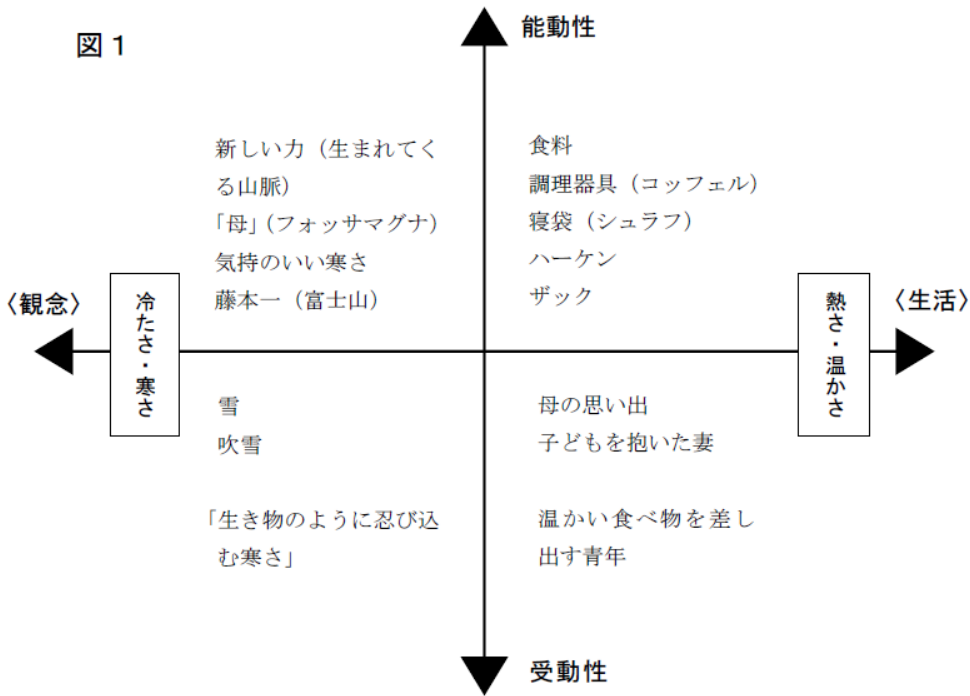 図1
能動性
新しい力（生まれてく
る山脈）
「母」（フォッサマグナ）
気持のいい寒さ
藤本一（富士山）
食料
調理器具（コッフェル）
寝袋（シュラフ）
ハーケン
ザック
〈観念〉
冷たさ・寒さ
熱さ・温かさ
〈生活〉
雪
吹雪
「生き物のように忍び込
む寒さ」
母の思い出
子どもを抱いた妻
温かい食べ物を差し
出す青年
受動性